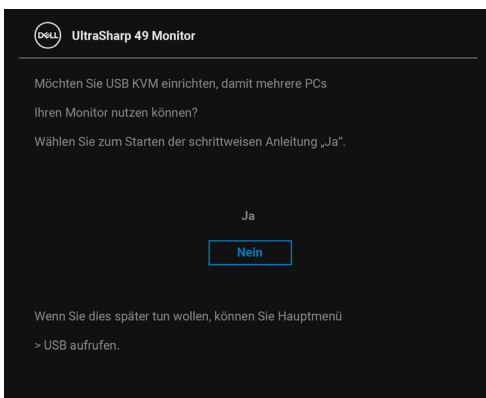 DELL UltraSharp 49 Monitor
Möchten Sie USB KVM einrichten, damit mehrere PCs
Ihren Monitor nutzen können?
Wählen Sie zum Starten der schrittweisen Anleitung „Ja“.
Ja
Nein
Wenn Sie dies später tun wollen, können Sie Hauptmenü
> USB aufrufen.